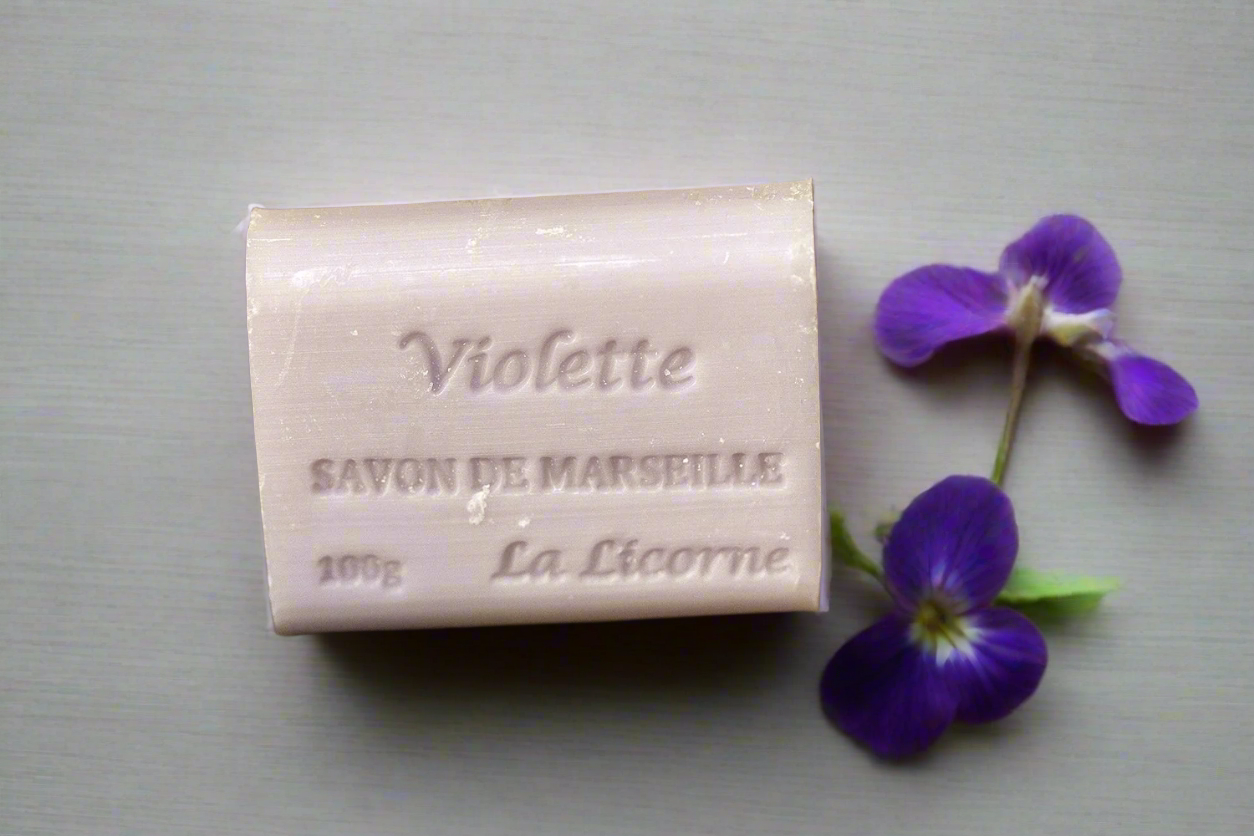 Violette
SAVON DE MARSEILLE
100g La Licorne